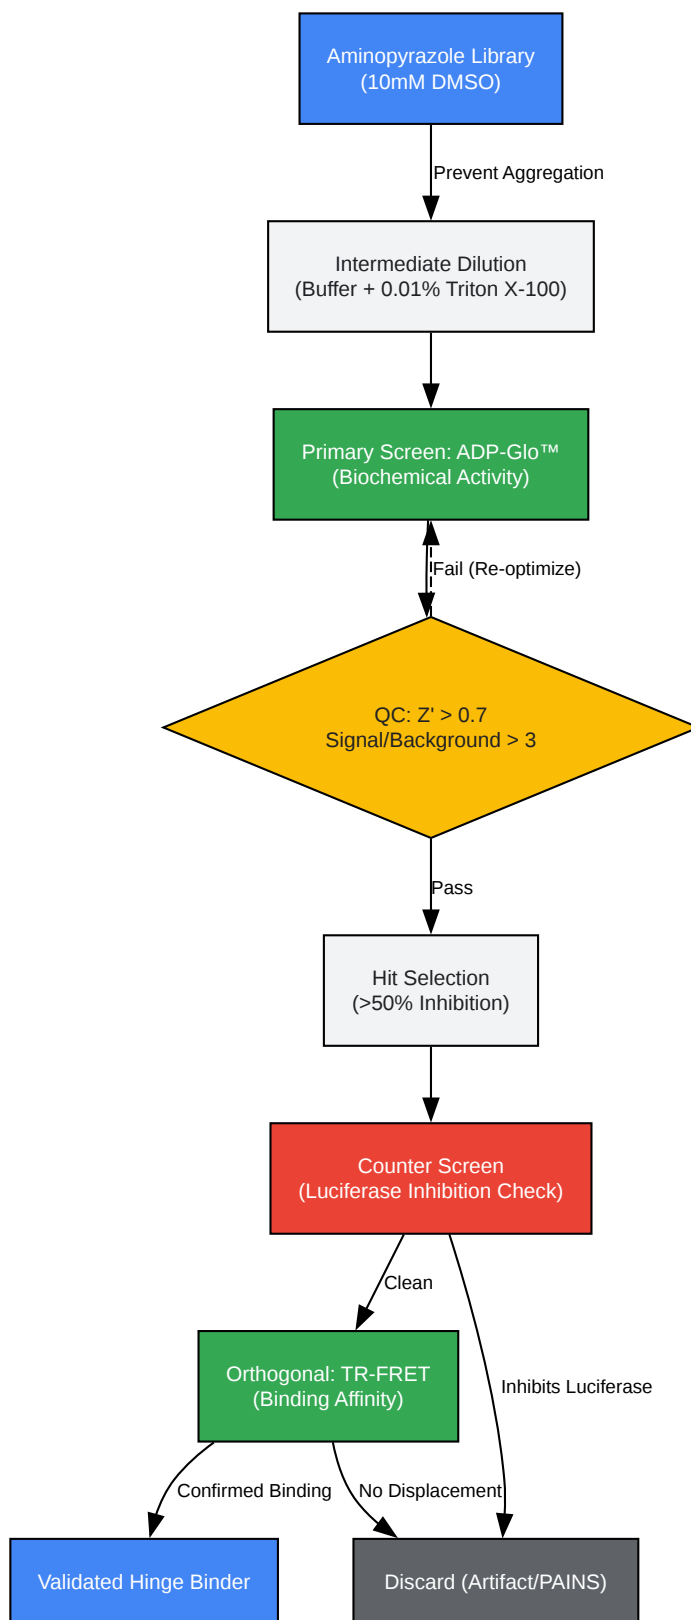 Aminopyrazole Library
(10mM DMSO)
Prevent Aggregation
Intermediate Dilution
(Buffer + 0.01% Triton X-100)
Primary Screen: ADP-Glo™
(Biochemical Activity)
Fail (Re-optimize)
QC: Z' > 0.7
Signal/Background > 3
Pass
Hit Selection
(>50% Inhibition)
Counter Screen
(Luciferase Inhibition Check)
Clean
Orthogonal: TR-FRET
(Binding Affinity)
Inhibits Luciferase
Confirmed Binding
No Displacement
Validated Hinge Binder
Discard (Artifact/PAINS)